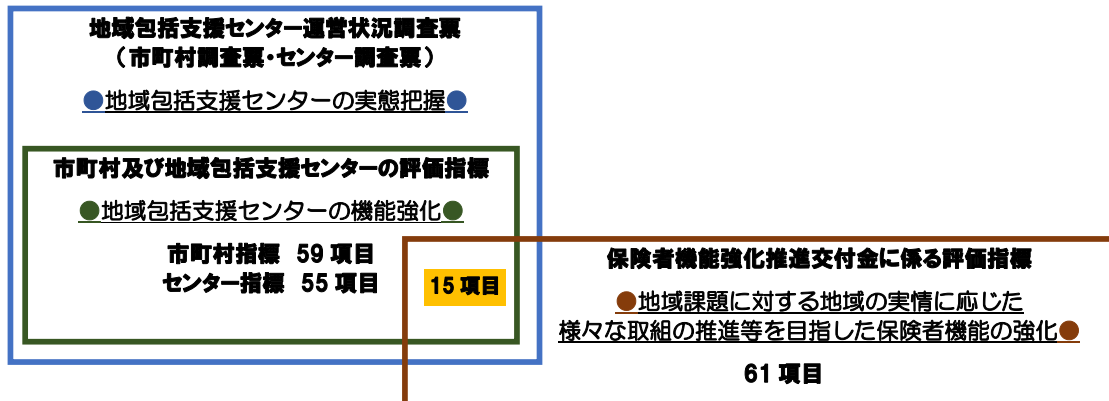 地域包括支援センター運営状況調査票
（市町村調査票・センター調査票）
●地域包括支援センターの実態把握●
市町村及び地域包括支援センターの評価指標
●地域包括支援センターの機能強化●
市町村指標 59 項目
センター指標 55 項目
15 項目
保険者機能強化推進交付金に係る評価指標
●地域課題に対する地域の実情に応じた
様々な取組の推進等を目指した保険者機能の強化●
61 項目